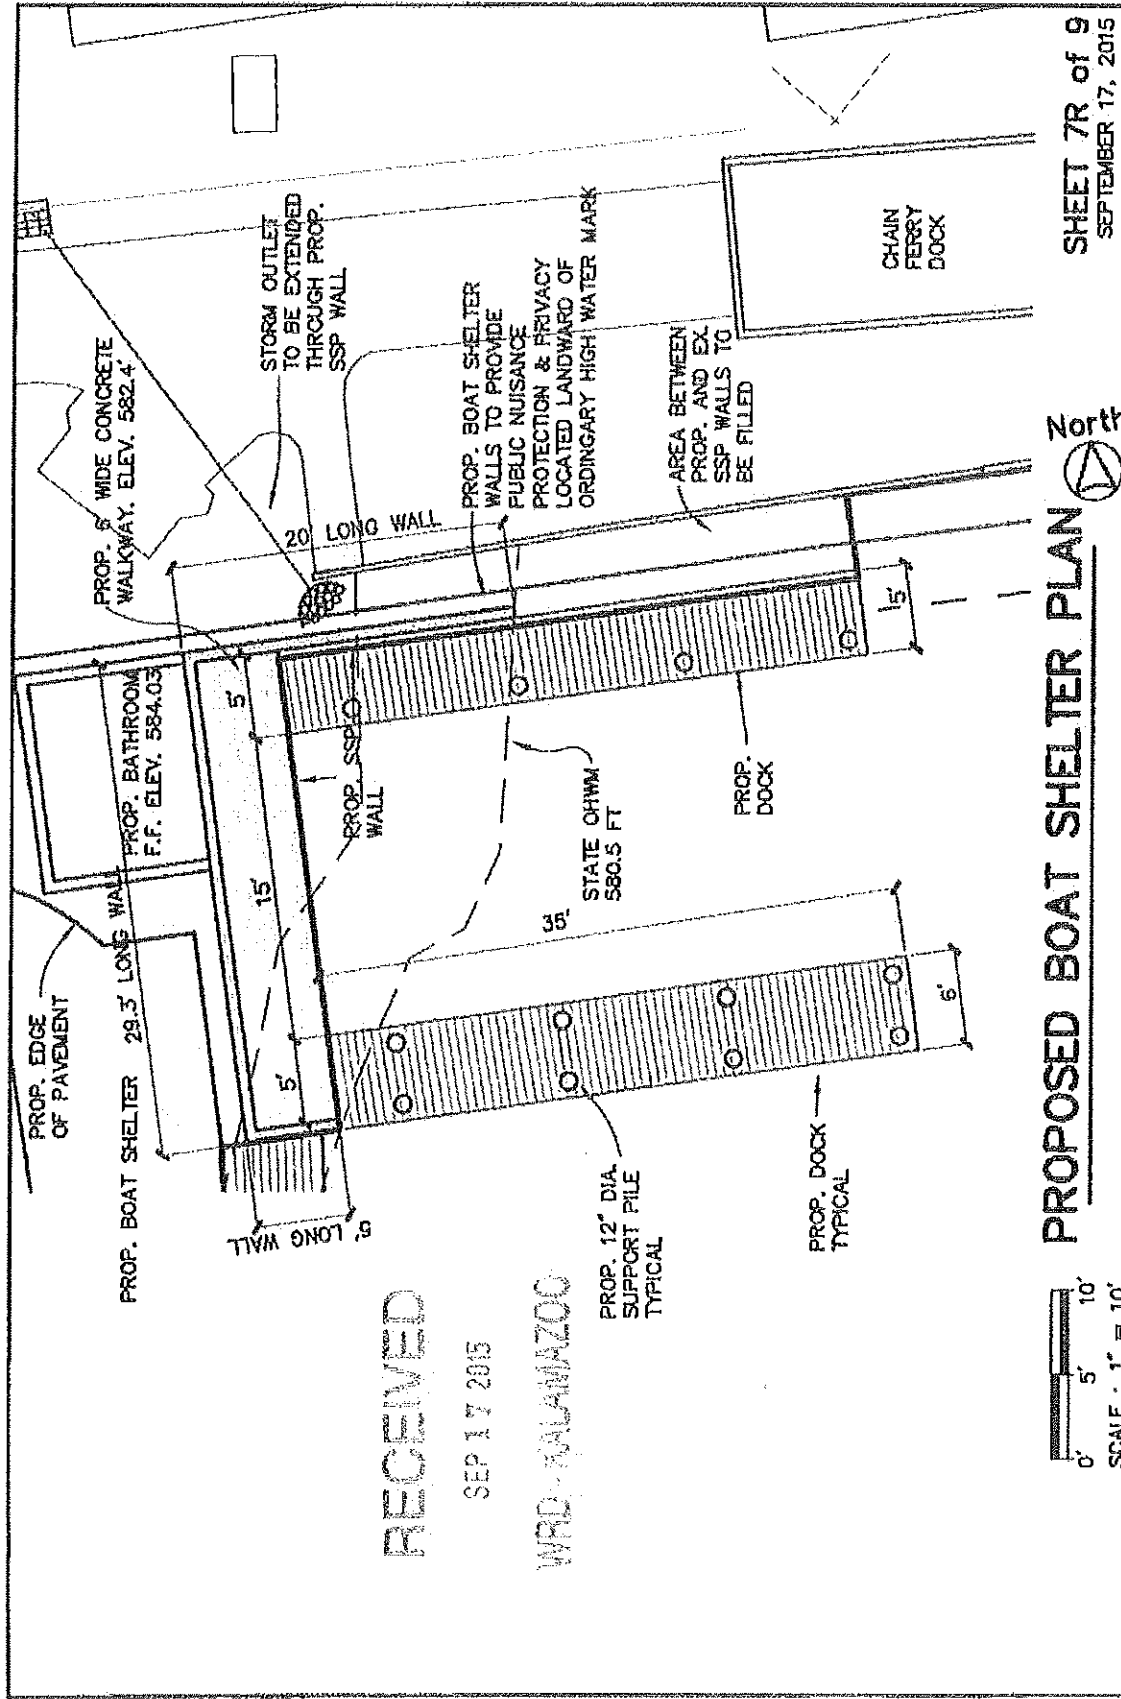 PROP. EDGE
OF PAVEMENT
PROP. BOAT SHELTER 29.3' LONG WALL
PROP. BATHROOM
F.F. ELEV. 584.03'
PROP. 5' WIDE CONCRETE
WALKWAY. ELEV. 582.4'
STORM OUTLET
TO BE EXTENDED
THROUGH PROP.
SSP WALL
20' LONG WALL
PROP. BOAT SHELTER
WALLS TO PROVIDE
PUBLIC NUISANCE
PROTECTION & PRIVACY
LOCATED LANDWARD OF
ORDINGARY HIGH WATER MARK
AREA BETWEEN
PROP. AND EX.
SSP WALLS TO
BE FILLED
CHAIN
FERRY
DOCK
5'
15'
5'
PROP. SSP
WALL
STATE OHWM
580.5 FT
35'
6'
5'
PROP.
DOCK
LONG WALL
PROP. 12" DIA.
SUPPORT PILE
TYPICAL
PROP. DOCK
TYPICAL
RECEIVED
SEP 17 2015
WRD - KALAMAZOO
0' 5' 10'
SCALE - 1" = 10'
PROPOSED BOAT SHELTER PLAN
North
SHEET 7R of 9
SEPTEMBER 17, 2015